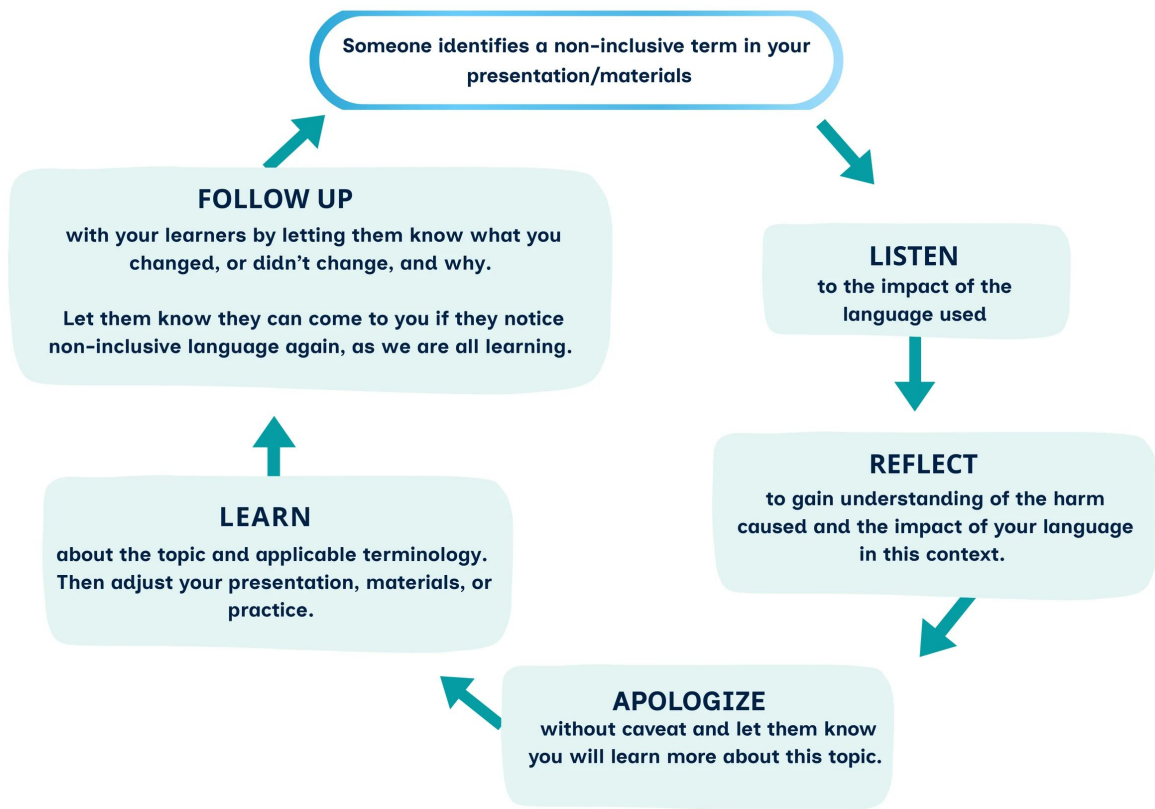 Someone identifies a non-inclusive term in your
presentation/materials
LISTEN
to the impact of the
language used
REFLECT
to gain understanding of the harm
caused and the impact of your language
in this context.
APOLOGIZE
without caveat and let them know
you will learn more about this topic.
LEARN
about the topic and applicable terminology.
Then adjust your presentation, materials, or
practice.
FOLLOW UP
with your learners by letting them know what you
changed, or didn’t change, and why.
Let them know they can come to you if they notice
non-inclusive language again, as we are all learning.